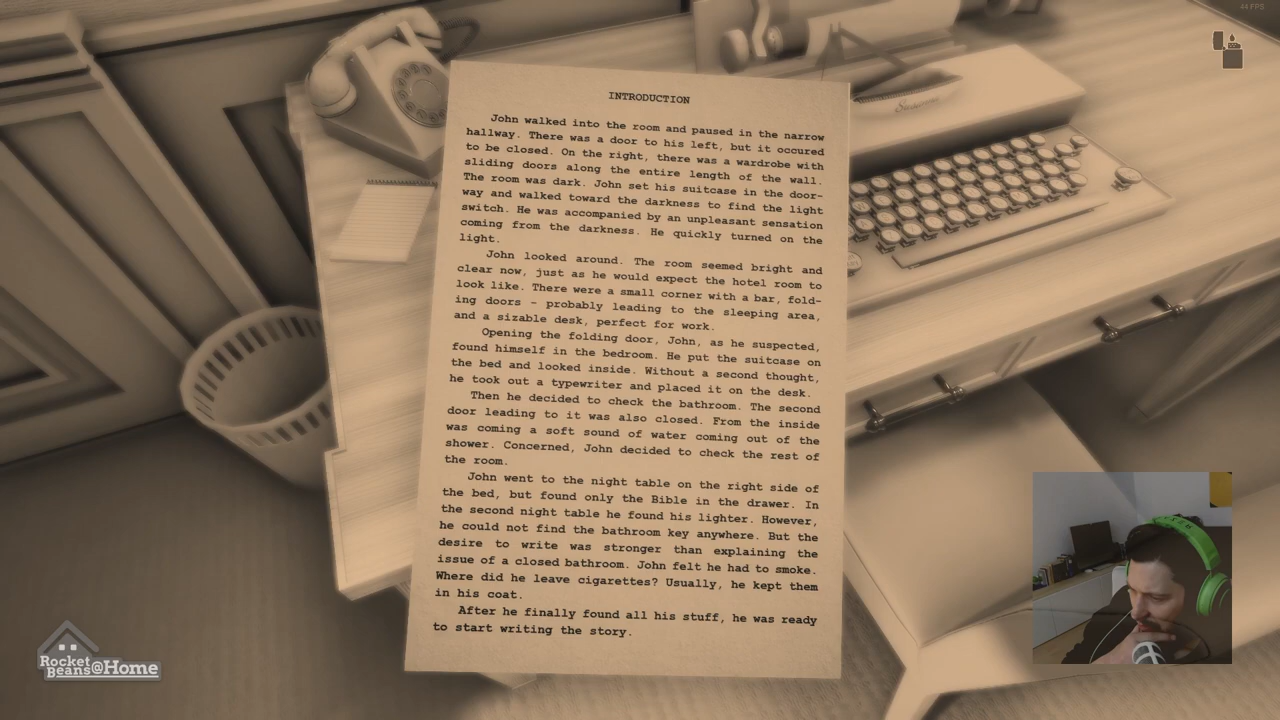 44 FPS
INTRODUCTION
John walked into the room and paused in the narrow
hallway. There was a door to his left, but it occured
to be closed. On the right, there was a wardrobe with
sliding doors along the entire length of the wall.
The room was dark. John set his suitcase in the door-
way and walked toward the darkness to find the light
switch. He was accompanied by an unpleasant sensation
coming from the darkness. He quickly turned on the
light.
John looked around. The room seemed bright and
clear now, just as he would expect the hotel room to
look like. There were a small corner with a bar, fold-
ing doors - probably leading to the sleeping area,
and a sizable desk, perfect for work.
Opening the folding door, John, as he suspected,
found himself in the bedroom. He put the suitcase on
the bed and looked inside. Without a second thought,
he took out a typewriter and placed it on the desk.
Then he decided to check the bathroom. The second
door leading to it was also closed. From the inside
was coming a soft sound of water coming out of the
shower. Concerned, John decided to check the rest of
the room.
John went to the night table on the right side of
the bed, but found only the Bible in the drawer. In
the second night table he found his lighter. However,
he could not find the bathroom key anywhere. But the
desire to write was stronger than explaining the
issue of a closed bathroom. John felt he had to smoke.
Where did he leave cigarettes? Usually, he kept them
in his coat.
After he finally found all his stuff, he was ready
to start writing the story.
Rocket
Beans@Home